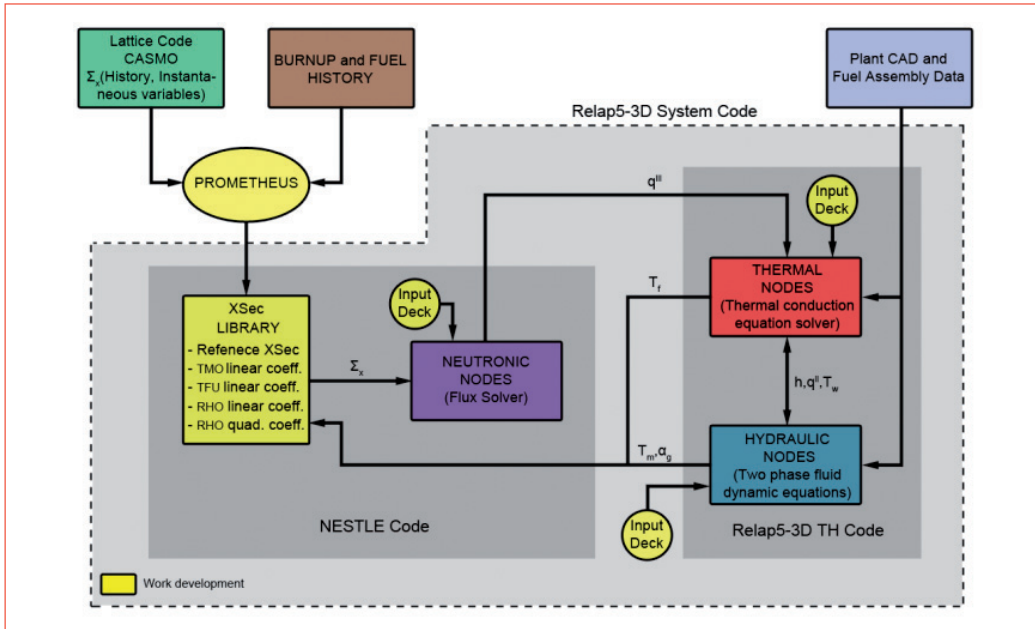 Lattice Code
CASMO
Σx(History, Instanta-
neous variables)
BURNUP and FUEL
HISTORY
Plant CAD and
Fuel Assembly Data
Relap5-3D System Code
PROMETHEUS
qIII
Input
Deck
THERMAL
NODES
(Thermal conduction
equation solver)
Tf
XSec
LIBRARY
- Refenece XSec
- TMO linear coeff.
- TFU linear coeff.
- RHO linear coeff.
- RHO quad. coeff.
Input
Deck
Σx
NEUTRONIC
NODES
(Flux Solver)
h,qII,Tw
HYDRAULIC
NODES
(Two phase fluid
dynamic equations)
Tm,αg
Input
Deck
NESTLE Code
Relap5-3D TH Code
Work development